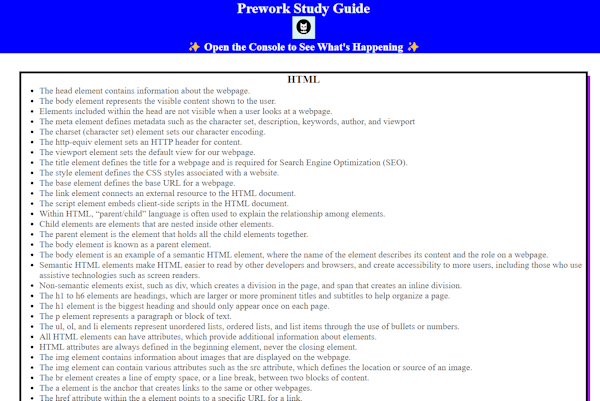 Prework Study Guide
✨ Open the Console to See What's Happening ✨
HTML
• The head element contains information about the webpage.
• The body element represents the visible content shown to the user.
• Elements included within the head are not visible when a user looks at a webpage.
• The meta element defines metadata such as the character set, description, keywords, author, and viewport
• The charset (character set) element sets our character encoding.
• The http-equiv element sets an HTTP header for content.
• The viewport element sets the default view for our webpage.
• The title element defines the title for a webpage and is required for Search Engine Optimization (SEO).
• The style element defines the CSS styles associated with a website.
• The base element defines the base URL for a webpage.
• The link element connects an external resource to the HTML document.
• The script element embeds client-side scripts in the HTML document.
• Within HTML, “parent/child” language is often used to explain the relationship among elements.
• Child elements are elements that are nested inside other elements.
• The parent element is the element that holds all the child elements together.
• The body element is known as a parent element.
• The body element is an example of a semantic HTML element, where the name of the element describes its content and the role on a webpage.
• Semantic HTML elements make HTML easier to read by other developers and browsers, and create accessibility to more users, including those who use
assistive technologies such as screen readers.
• Non-semantic elements exist, such as div, which creates a division in the page, and span that creates an inline division.
• The h1 to h6 elements are headings, which are larger or more prominent titles and subtitles to help organize a page.
• The h1 element is the biggest heading and should only appear once on each page.
• The p element represents a paragraph or block of text.
• The ul, ol, and li elements represent unordered lists, ordered lists, and list items through the use of bullets or numbers.
• All HTML elements can have attributes, which provide additional information about elements.
• HTML attributes are always defined in the beginning element, never the closing element.
• The img element contains information about images that are displayed on the webpage.
• The img element can contain various attributes such as the src attribute, which defines the location or source of an image.
• The br element creates a line of empty space, or a line break, between two blocks of content.
• The a element is the anchor that creates links to the same or other webpages.
• The href attribute within the a element points to a specific URL for a link.